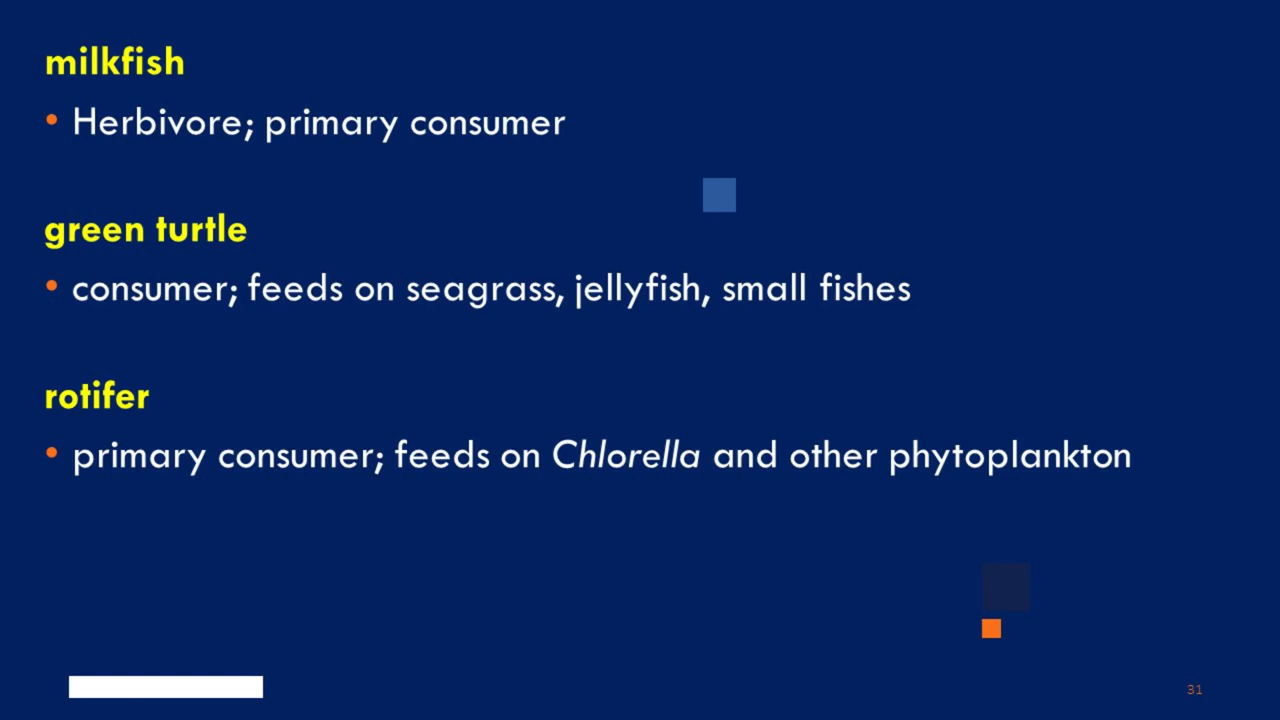 milkfish
• Herbivore; primary consumer
green turtle
• consumer; feeds on seagrass, jellyfish, small fishes
rotifer
• primary consumer; feeds on Chlorella and other phytoplankton
31